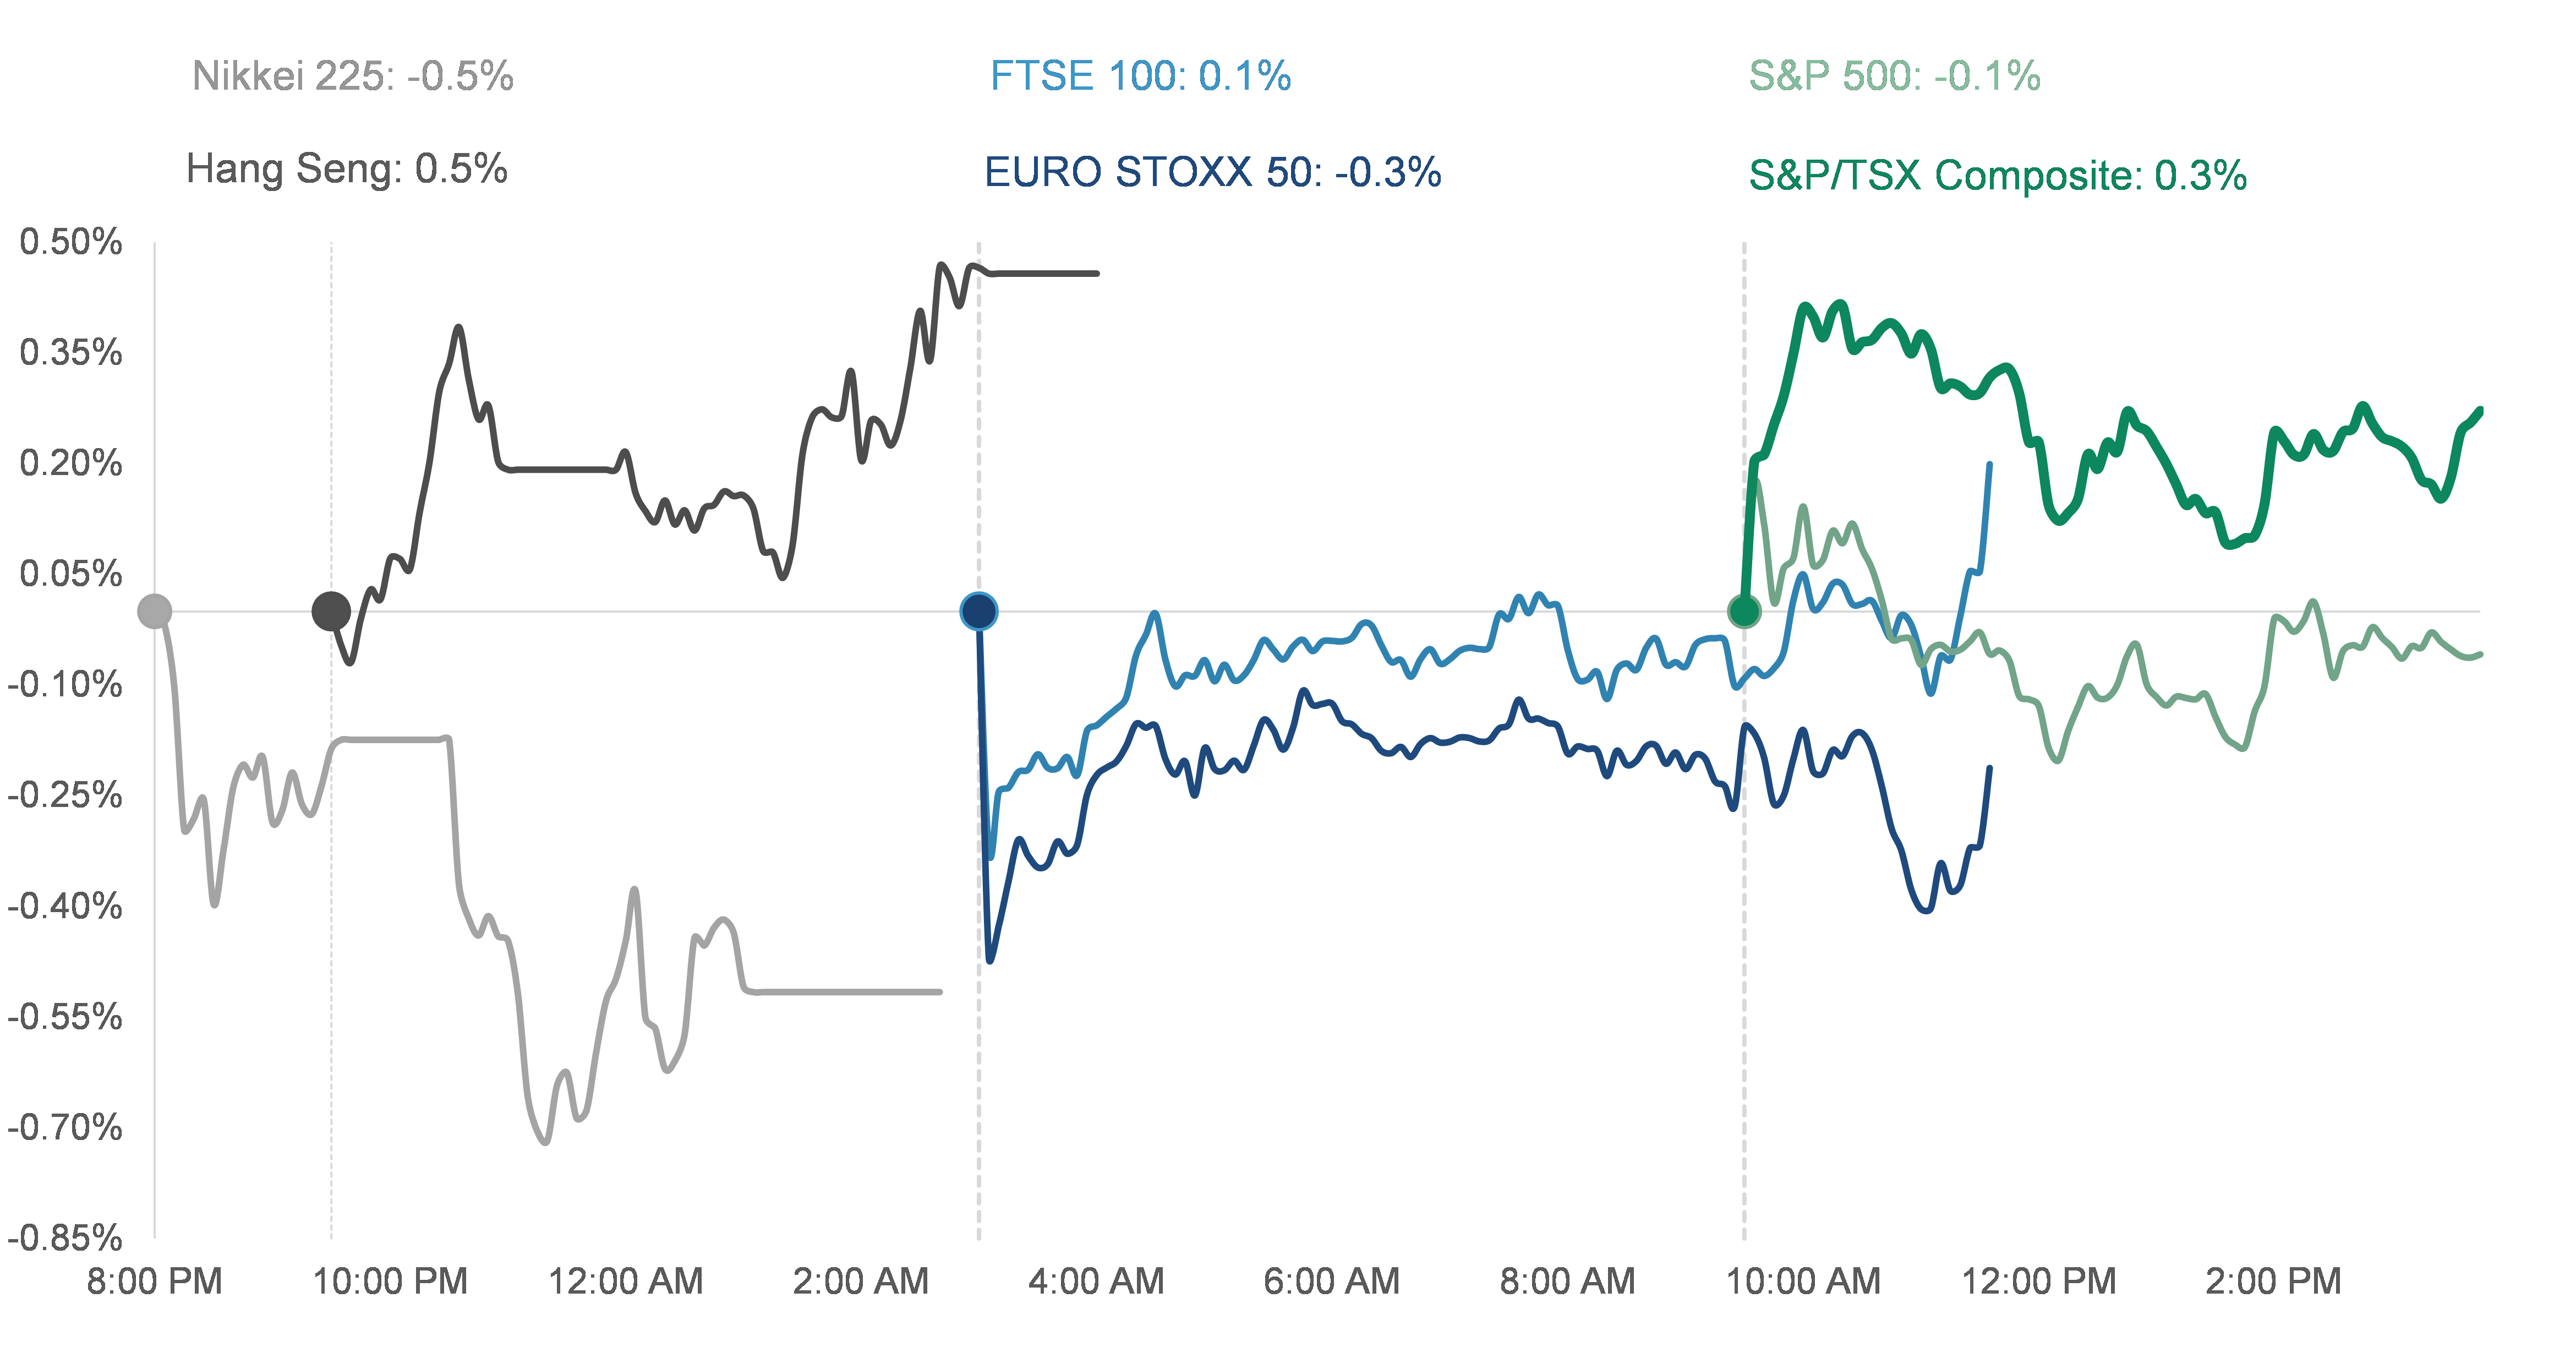 Nikkei 225: -0.5%
Hang Seng: 0.5%
FTSE 100: 0.1%
EURO STOXX 50: -0.3%
S&P 500: -0.1%
S&P/TSX Composite: 0.3%
0.50%
0.35%
0.20%
0.05%
-0.10%
-0.25%
-0.40%
-0.55%
-0.70%
-0.85%
8:00 PM
10:00 PM
12:00 AM
2:00 AM
4:00 AM
6:00 AM
8:00 AM
10:00 AM
12:00 PM
2:00 PM